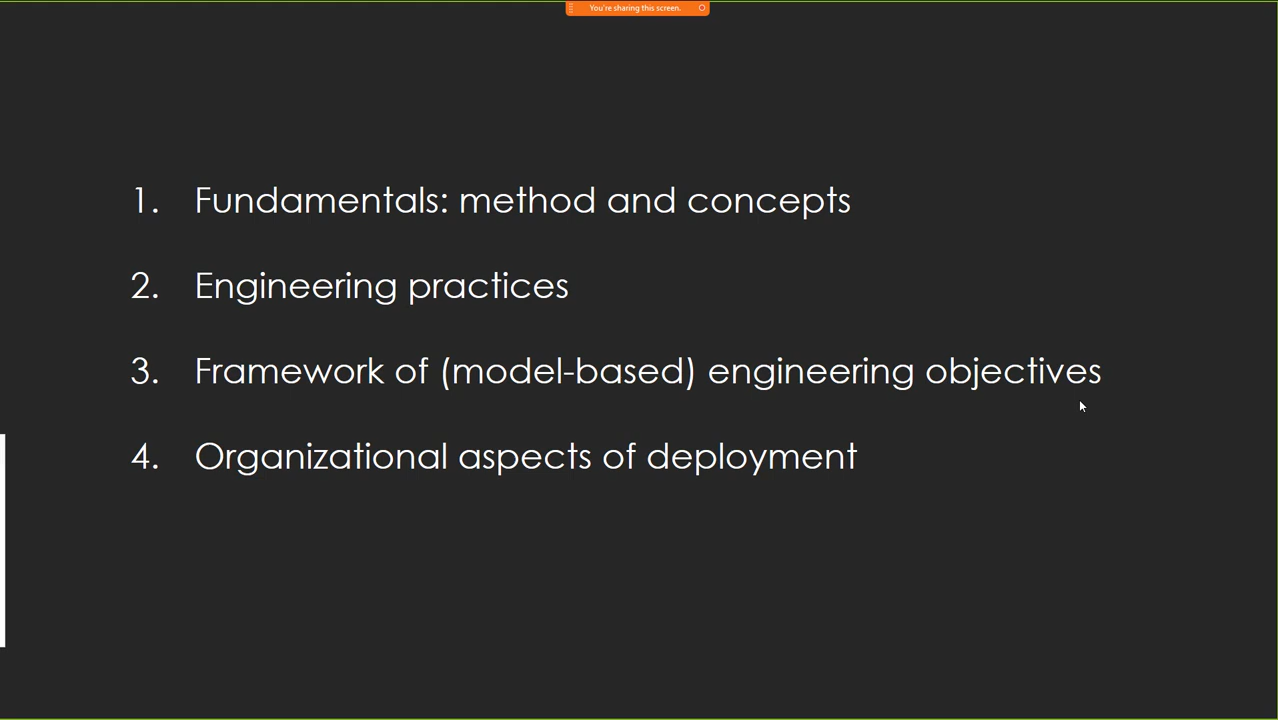 You're sharing this screen.
1. Fundamentals: method and concepts
2. Engineering practices
3. Framework of (model-based) engineering objectives
4. Organizational aspects of deployment